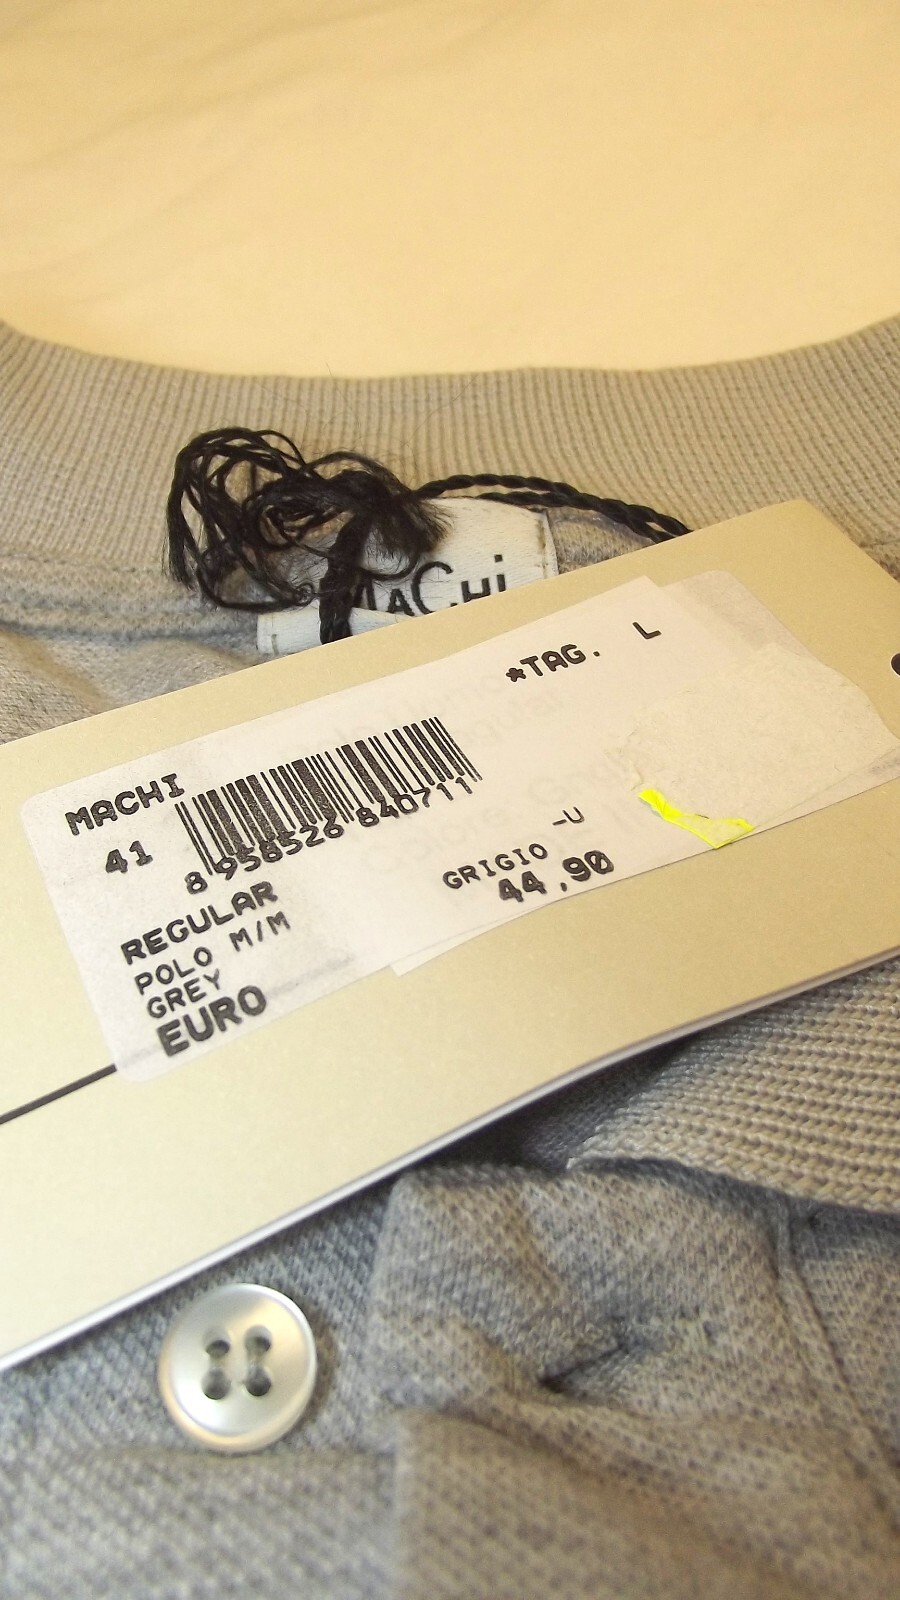 MACHi
*TAG. L
MACHI
41
8 958526 840711
REGULAR
POLO M/M
GREY
GRIGIO -U
EURO 44,90